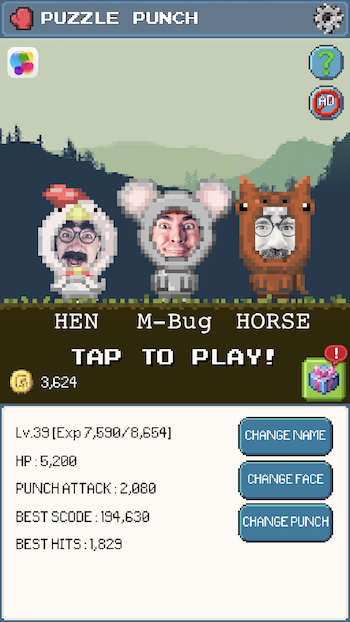 PUZZLE PUNCH
?
AD
HEN M-Bug HORSE
TAP TO PLAY!
G 3,624
!
Lv.39 [Exp 7,590/8,654]
CHANGE NAME
HP : 5,200
PUNCH ATTACK : 2,080
CHANGE FACE
BEST SCODE : 194,630
CHANGE PUNCH
BEST HITS : 1,829